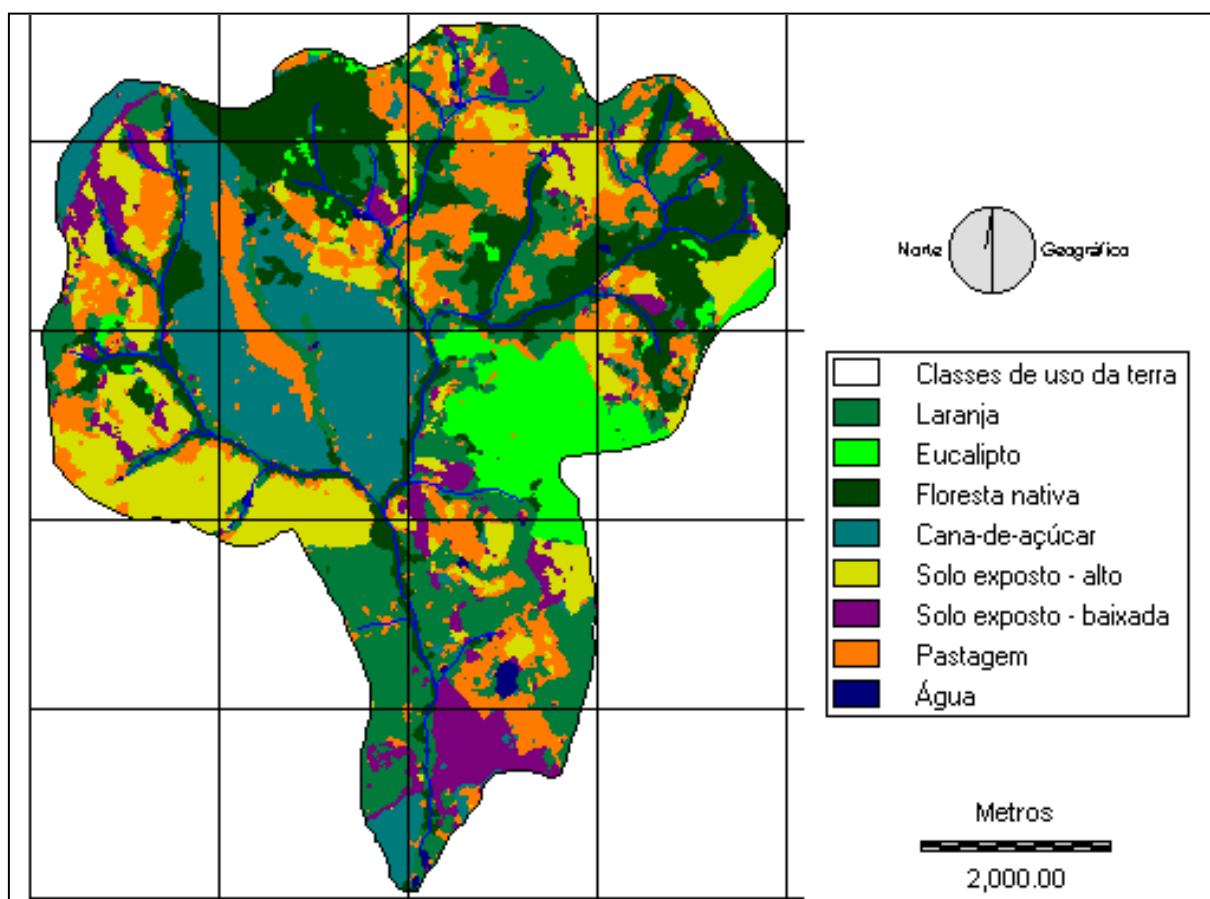 Norte Geográfico
Classes de uso da terra
Laranja
Eucalipto
Floresta nativa
Cana-de-açúcar
Solo exposto - alto
Solo exposto - baixada
Pastagem
Água
Metros
2,000.00